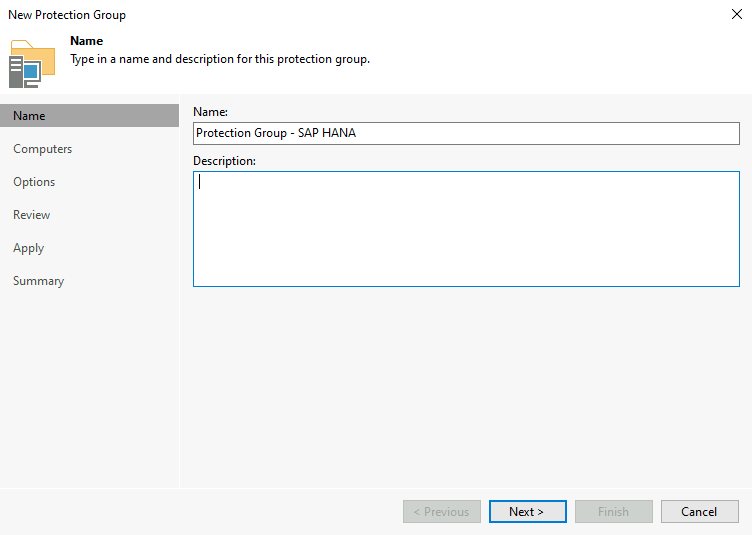 New Protection Group
Name
Type in a name and description for this protection group.
Name
Computers
Options
Review
Apply
Summary
Name:
Protection Group - SAP HANA
Description:
< Previous
Next >
Finish
Cancel